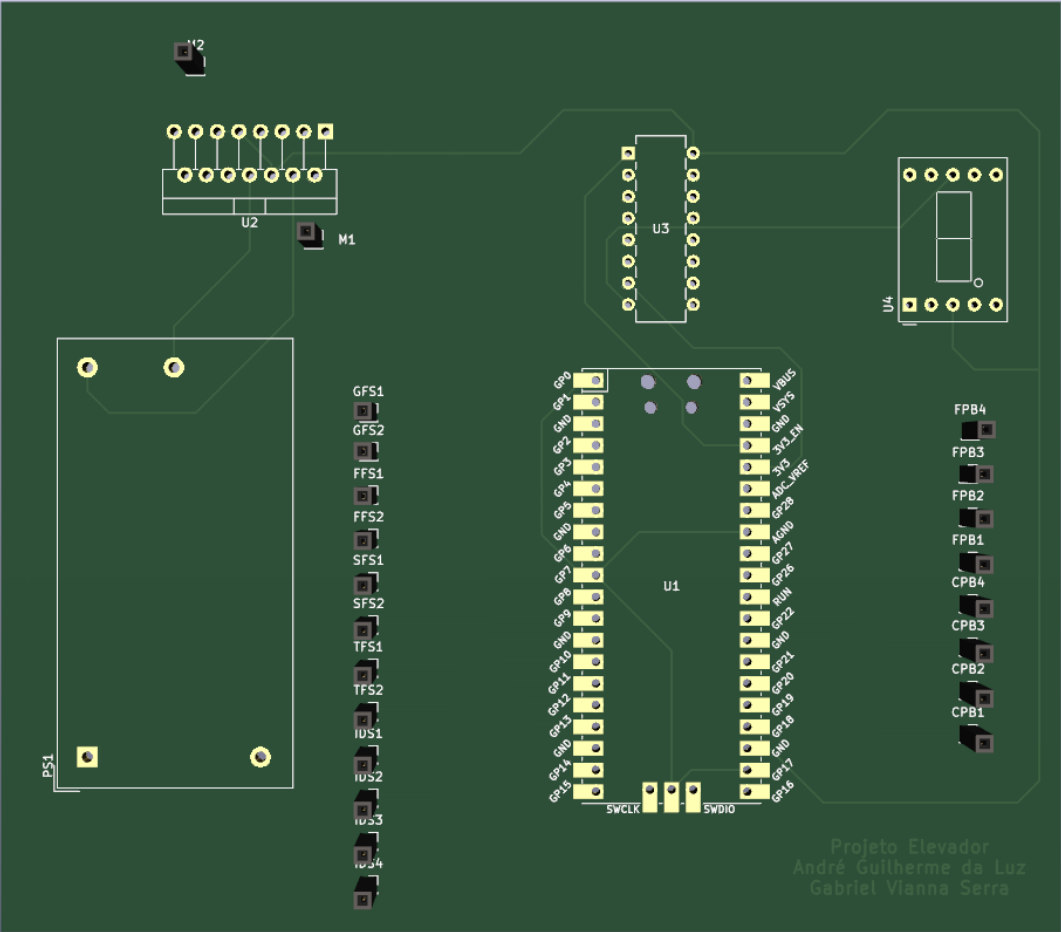 M2
U2
M1
U3
U4
GP0
GP1
GND
GP2
GP3
GP4
GP5
GND
GP6
GP7
GP8
GP9
GND
GP10
GP11
GP12
GP13
GND
GP14
GP15
VBUS
VSYS
GND
3V3_EN
3V3
ADC_VREF
GP28
AGND
GP27
GP26
RUN
GP22
GND
GP21
GP20
GP19
GP18
GND
GP17
GP16
U1
SWCLK
SWDIO
GFS1
GFS2
FFS1
FFS2
SFS1
SFS2
TFS1
TFS2
IDS1
IDS2
IDS3
IDS4
PS1
FPB4
FPB3
FPB2
FPB1
CPB4
CPB3
CPB2
CPB1
Projeto Elevador
André Guilherme da Luz
Gabriel Vianna Serra